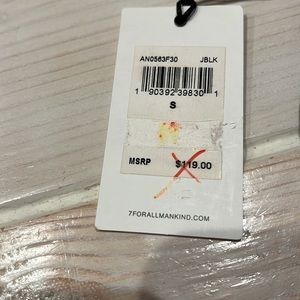 AN0563F30 JBLK
1 90392 39830 1
S
MSRP $119.00
7FORALLMANKIND.COM